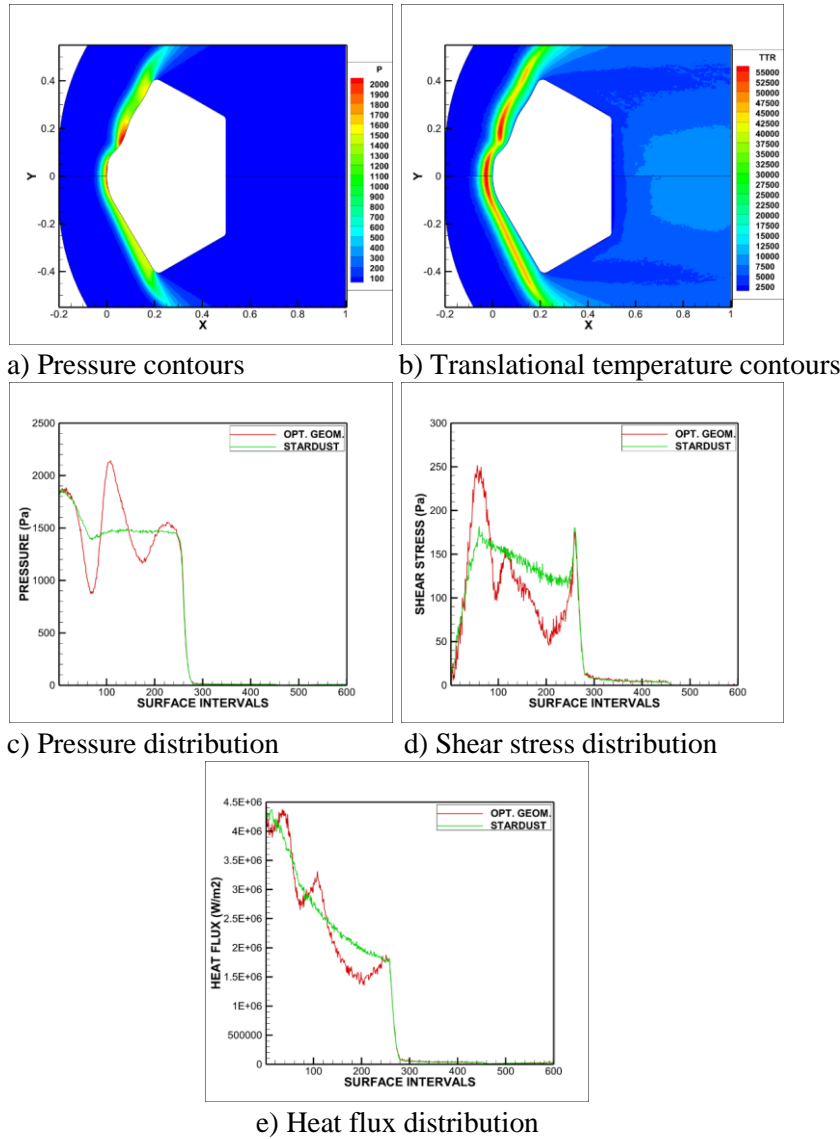 P
2000
1900
1800
1700
1600
1500
1400
1300
1200
1100
1000
900
800
700
600
500
400
300
200
100
Y
0.4
0.2
0
-0.2
-0.4
-0.2 0 0.2 0.4 0.6 0.8 1
X
TTR
55000
52500
50000
47500
45000
42500
40000
37500
35000
32500
30000
27500
25000
22500
20000
17500
15000
12500
10000
7500
5000
2500
Y
0.4
0.2
0
-0.2
-0.4
-0.2 0 0.2 0.4 0.6 0.8 1
X
a) Pressure contours
b) Translational temperature contours
OPT. GEOM.
STARDUST
PRESSURE (Pa)
2500
2000
1500
1000
500
0
100 200 300 400 500 600
SURFACE INTERVALS
OPT. GEOM.
STARDUST
SHEAR STRESS (Pa)
300
250
200
150
100
50
0
100 200 300 400 500 600
SURFACE INTERVALS
c) Pressure distribution
d) Shear stress distribution
OPT. GEOM.
STARDUST
HEAT FLUX (W/m2)
4.5E+06
4E+06
3.5E+06
3E+06
2.5E+06
2E+06
1.5E+06
1E+06
500000
0
100 200 300 400 500 600
SURFACE INTERVALS
e) Heat flux distribution